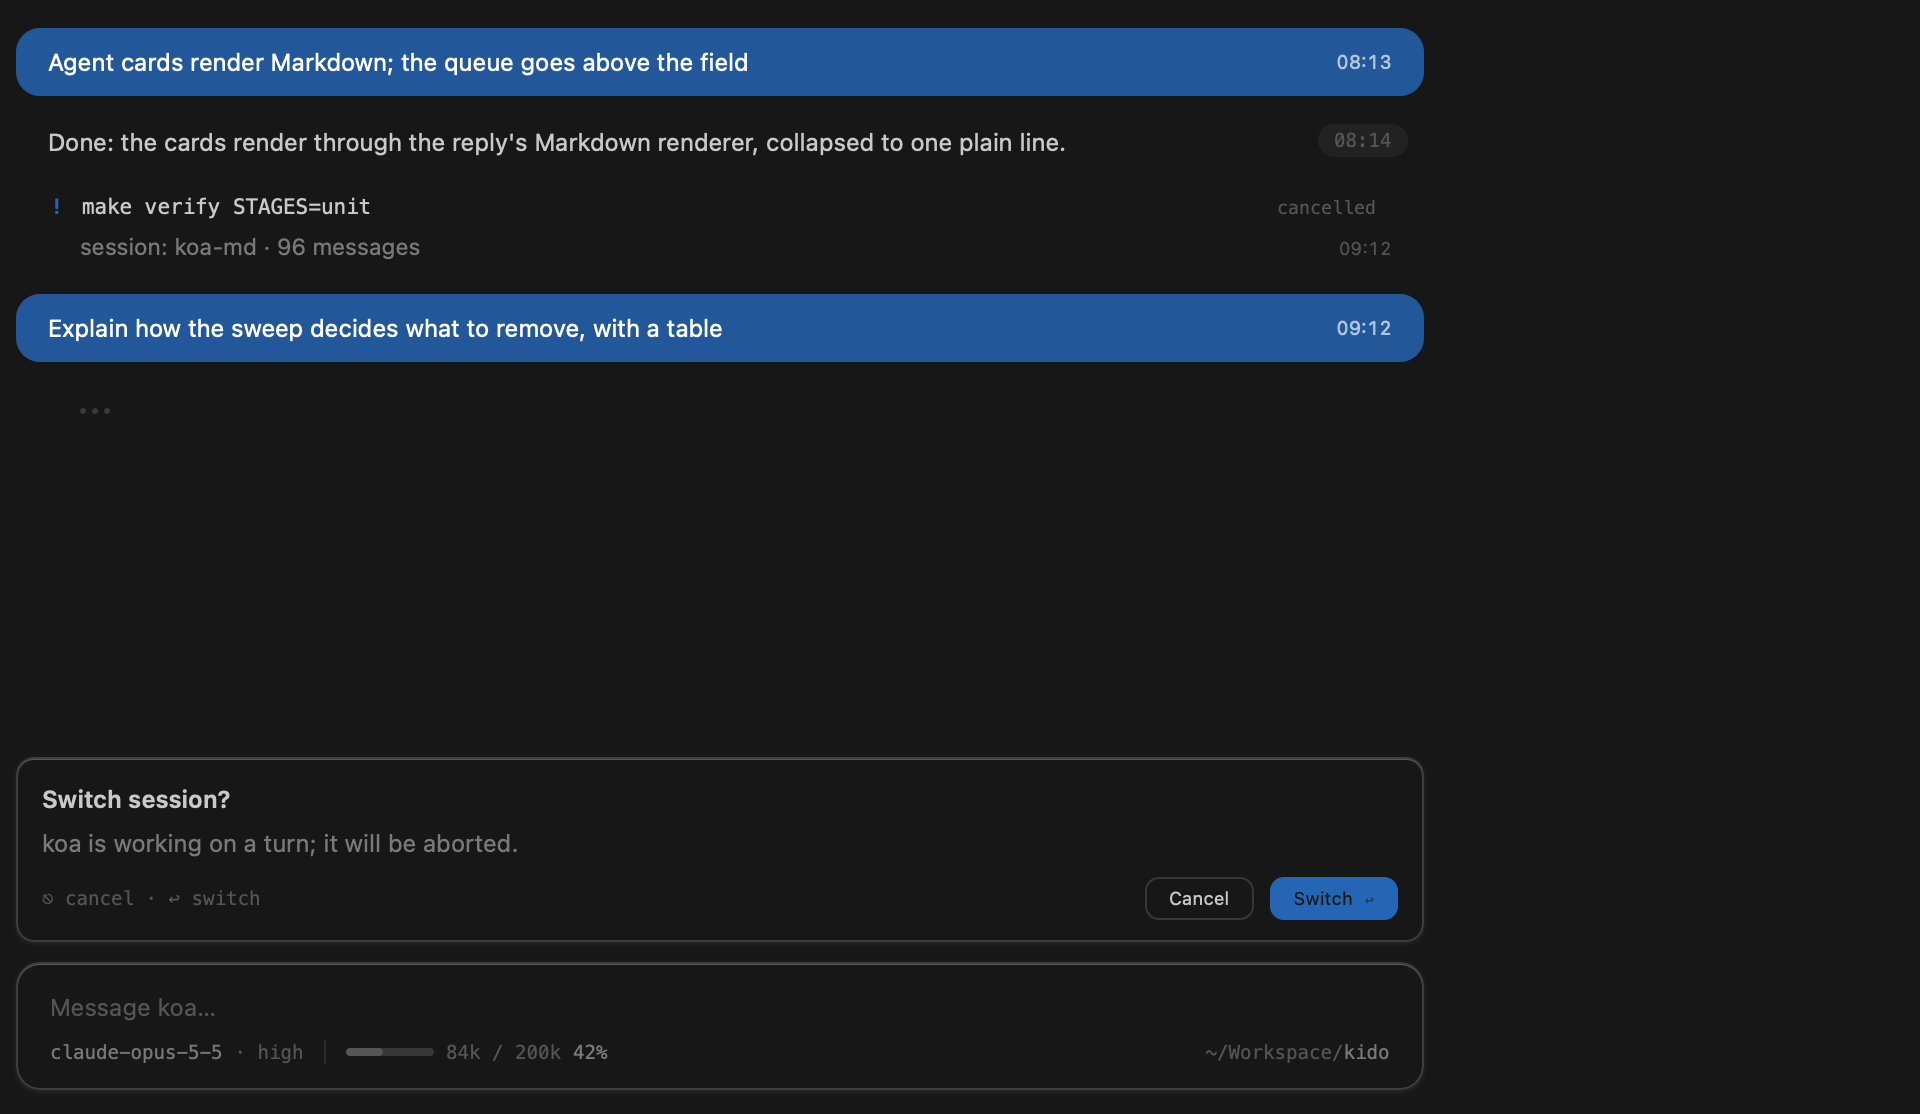 Agent cards render Markdown; the queue goes above the field 08:13
Done: the cards render through the reply's Markdown renderer, collapsed to one plain line. 08:14
! make verify STAGES=unit cancelled
session: koa-md · 96 messages 09:12
Explain how the sweep decides what to remove, with a table 09:12
•••
Switch session?
koa is working on a turn; it will be aborted.
⎋ cancel · ↩ switch Cancel Switch ↩
Message koa...
claude-opus-5-5 · high 84k / 200k 42% ~/Workspace/kido